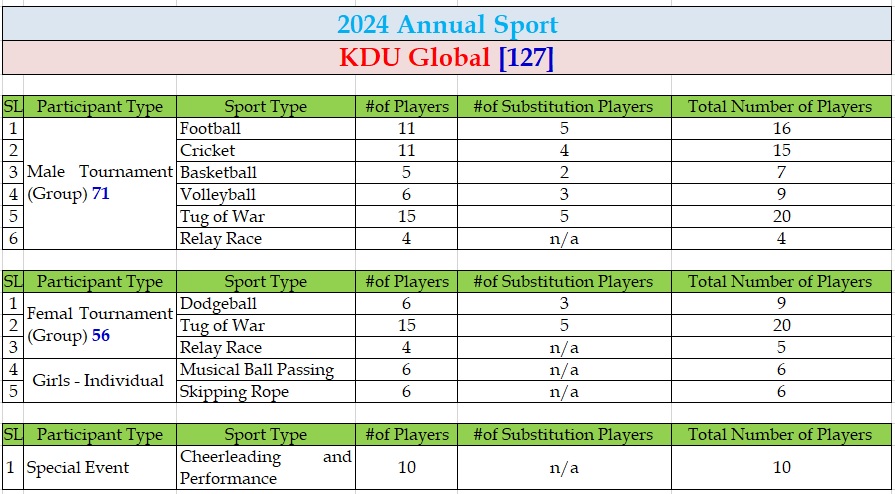 2024 Annual Sport
KDU Global [127]
SL Participant Type Sport Type #of Players #of Substitution Players Total Number of Players
1 Male Tournament (Group) 71 Football 11 5 16
2 Cricket 11 4 15
3 Basketball 5 2 7
4 Volleyball 6 3 9
5 Tug of War 15 5 20
6 Relay Race 4 n/a 4
SL Participant Type Sport Type #of Players #of Substitution Players Total Number of Players
1 Femal Tournament (Group) 56 Dodgeball 6 3 9
2 Tug of War 15 5 20
3 Relay Race 4 n/a 5
4 Girls - Individual Musical Ball Passing 6 n/a 6
5 Skipping Rope 6 n/a 6
SL Participant Type Sport Type #of Players #of Substitution Players Total Number of Players
1 Special Event Cheerleading and Performance 10 n/a 10